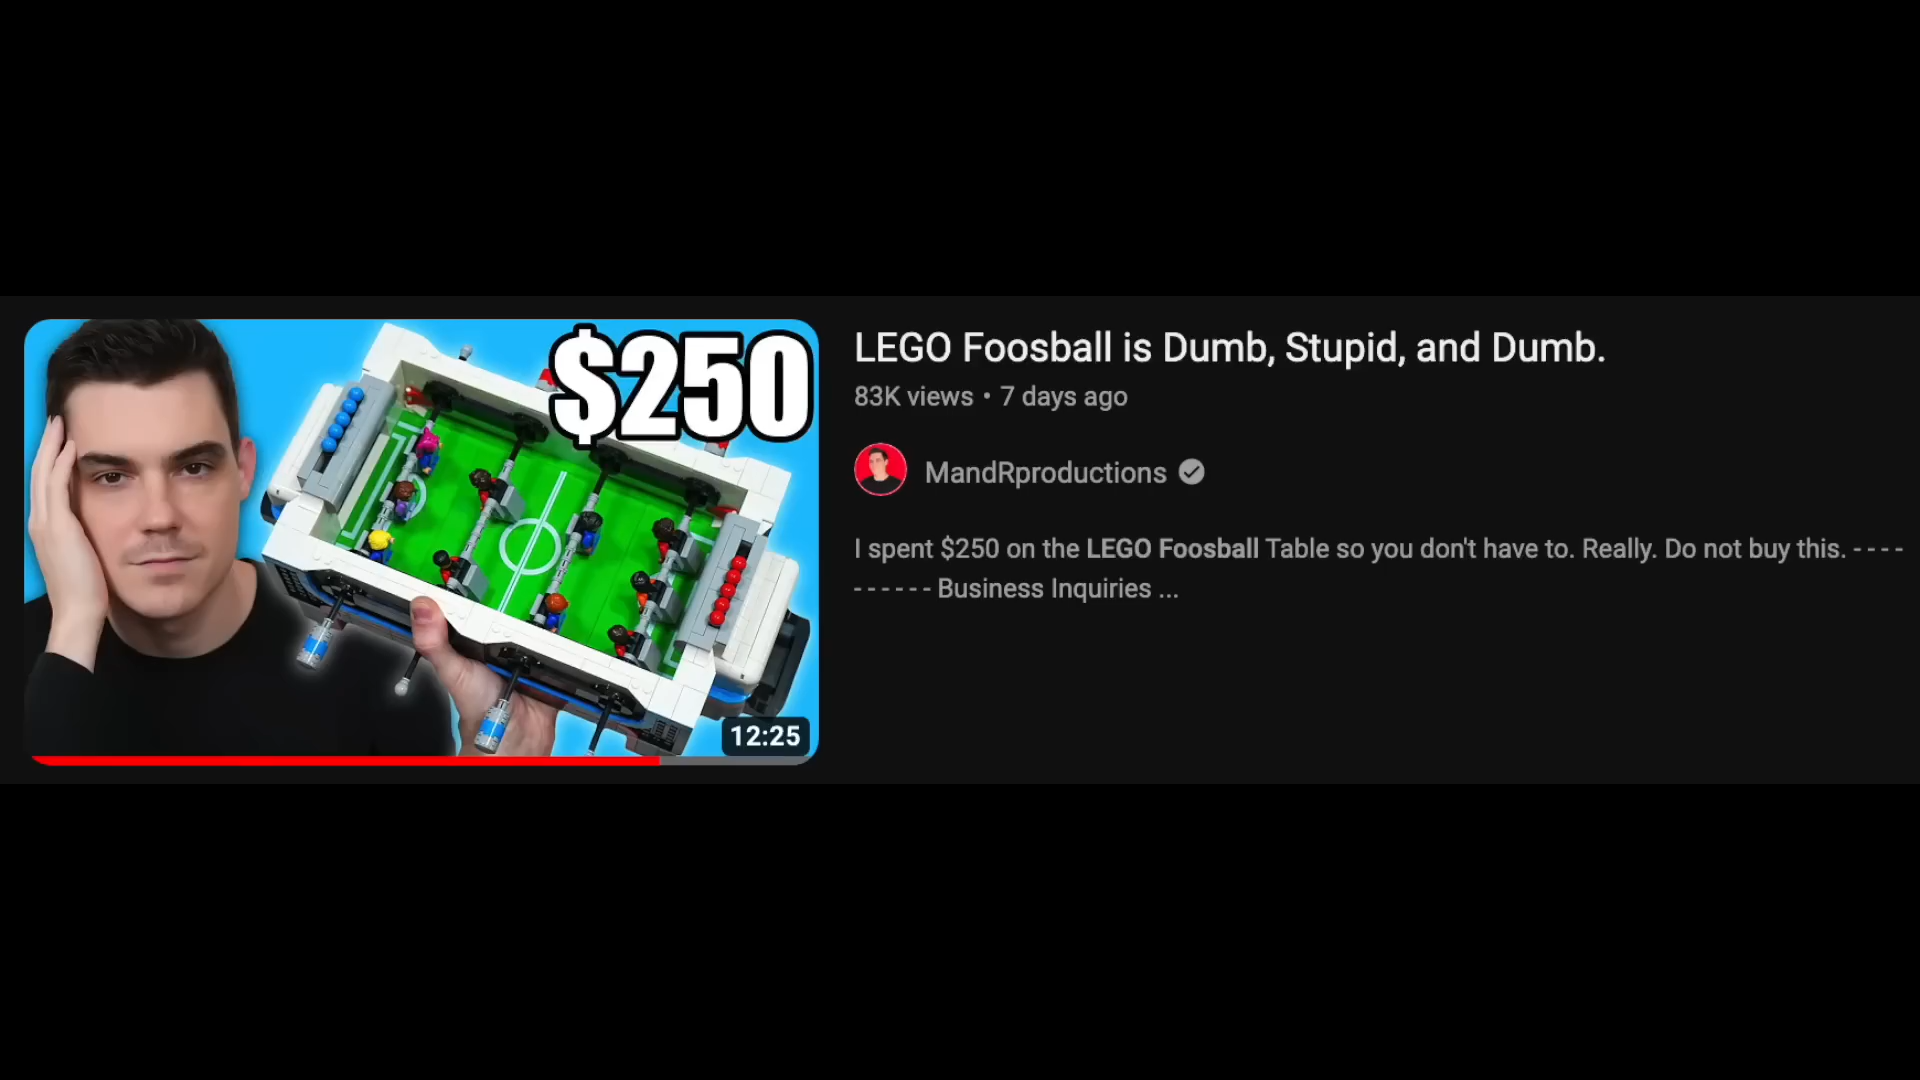 $250
12:25
LEGO Foosball is Dumb, Stupid, and Dumb.
83K views • 7 days ago
MandRproductions
I spent $250 on the LEGO Foosball Table so you don't have to. Really. Do not buy this. - - - -
- - - - - - Business Inquiries ...